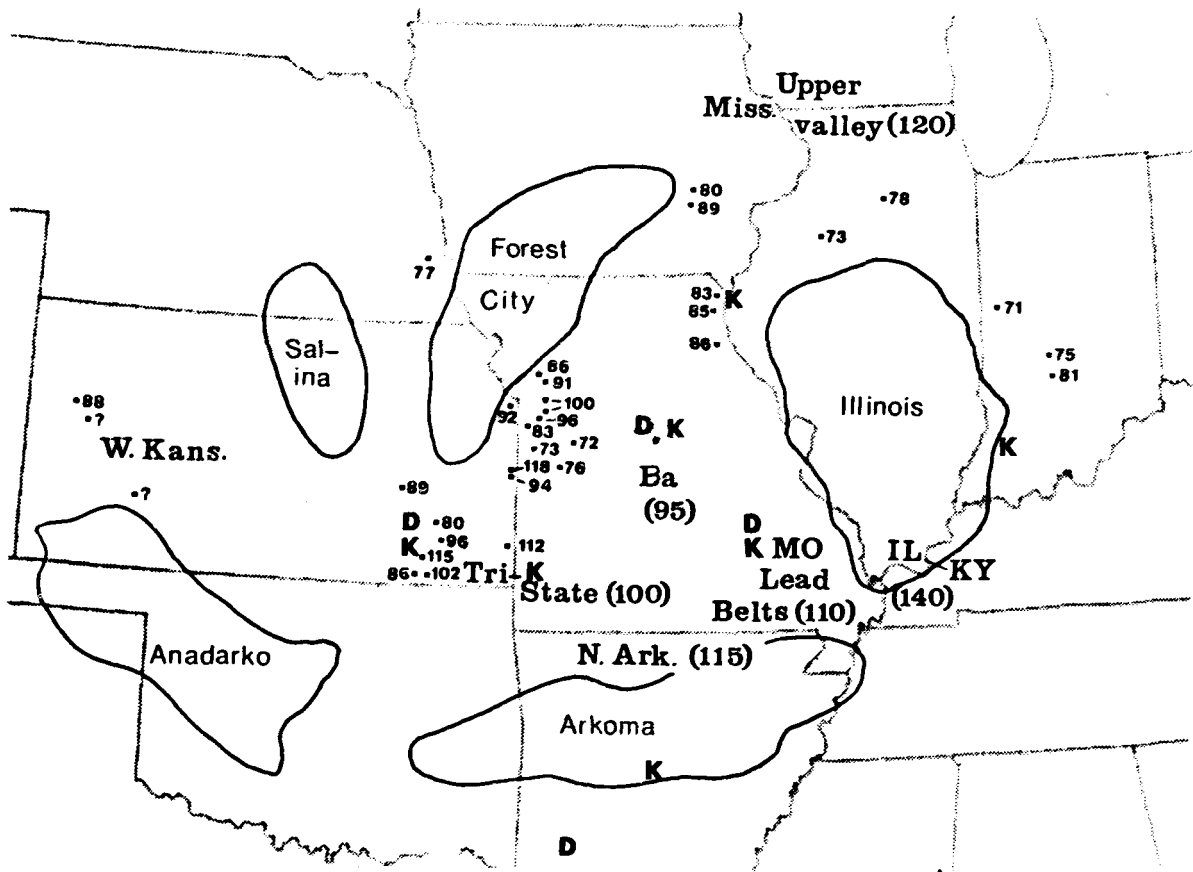 Upper
Miss. valley (120)
80
89
78
73
Forest
77
City
83 K
85
71
86
Sal-
ina
86
91
75
81
88
?
100
92
96
83
Illinois
W. Kans.
D, K
73
72
K
118
76
94
Ba
(95)
?
89
D
80
D
K
96
115
112
K MO
IL
KY
86
102
Tri-K
State (100)
Lead
Belts (110)
(140)
N. Ark. (115)
Anadarko
Arkoma
K
D